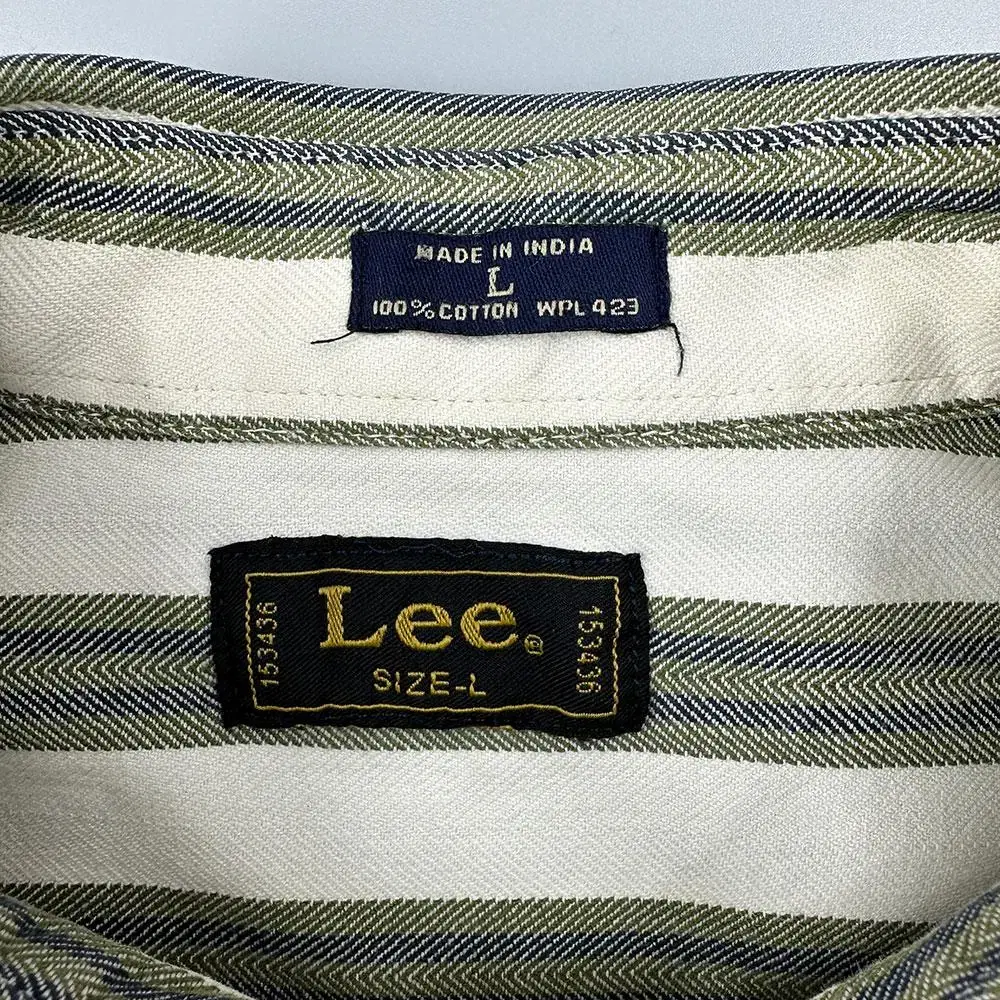 MADE IN INDIA
L
100% COTTON WPL 423
153436
Lee®
SIZE-L
153436